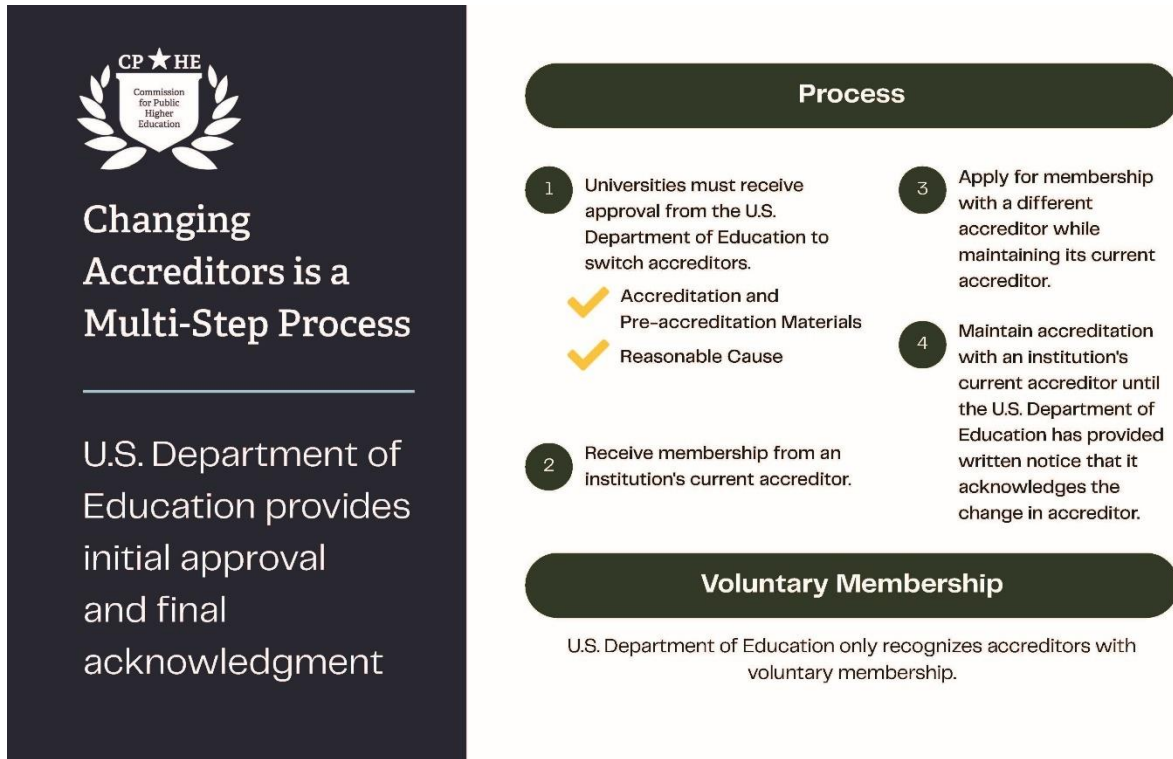 CP★HE
Commission
for Public
Higher
Education
Changing
Accreditors is a
Multi-Step Process
U.S. Department of
Education provides
initial approval
and final
acknowledgment
Process
1
Universities must receive
approval from the U.S.
Department of Education to
switch accreditors.
Accreditation and
Pre-accreditation Materials
Reasonable Cause
2
Receive membership from an
institution's current accreditor.
3
Apply for membership
with a different
accreditor while
maintaining its current
accreditor.
4
Maintain accreditation
with an institution's
current accreditor until
the U.S. Department of
Education has provided
written notice that it
acknowledges the
change in accreditor.
Voluntary Membership
U.S. Department of Education only recognizes accreditors with
voluntary membership.